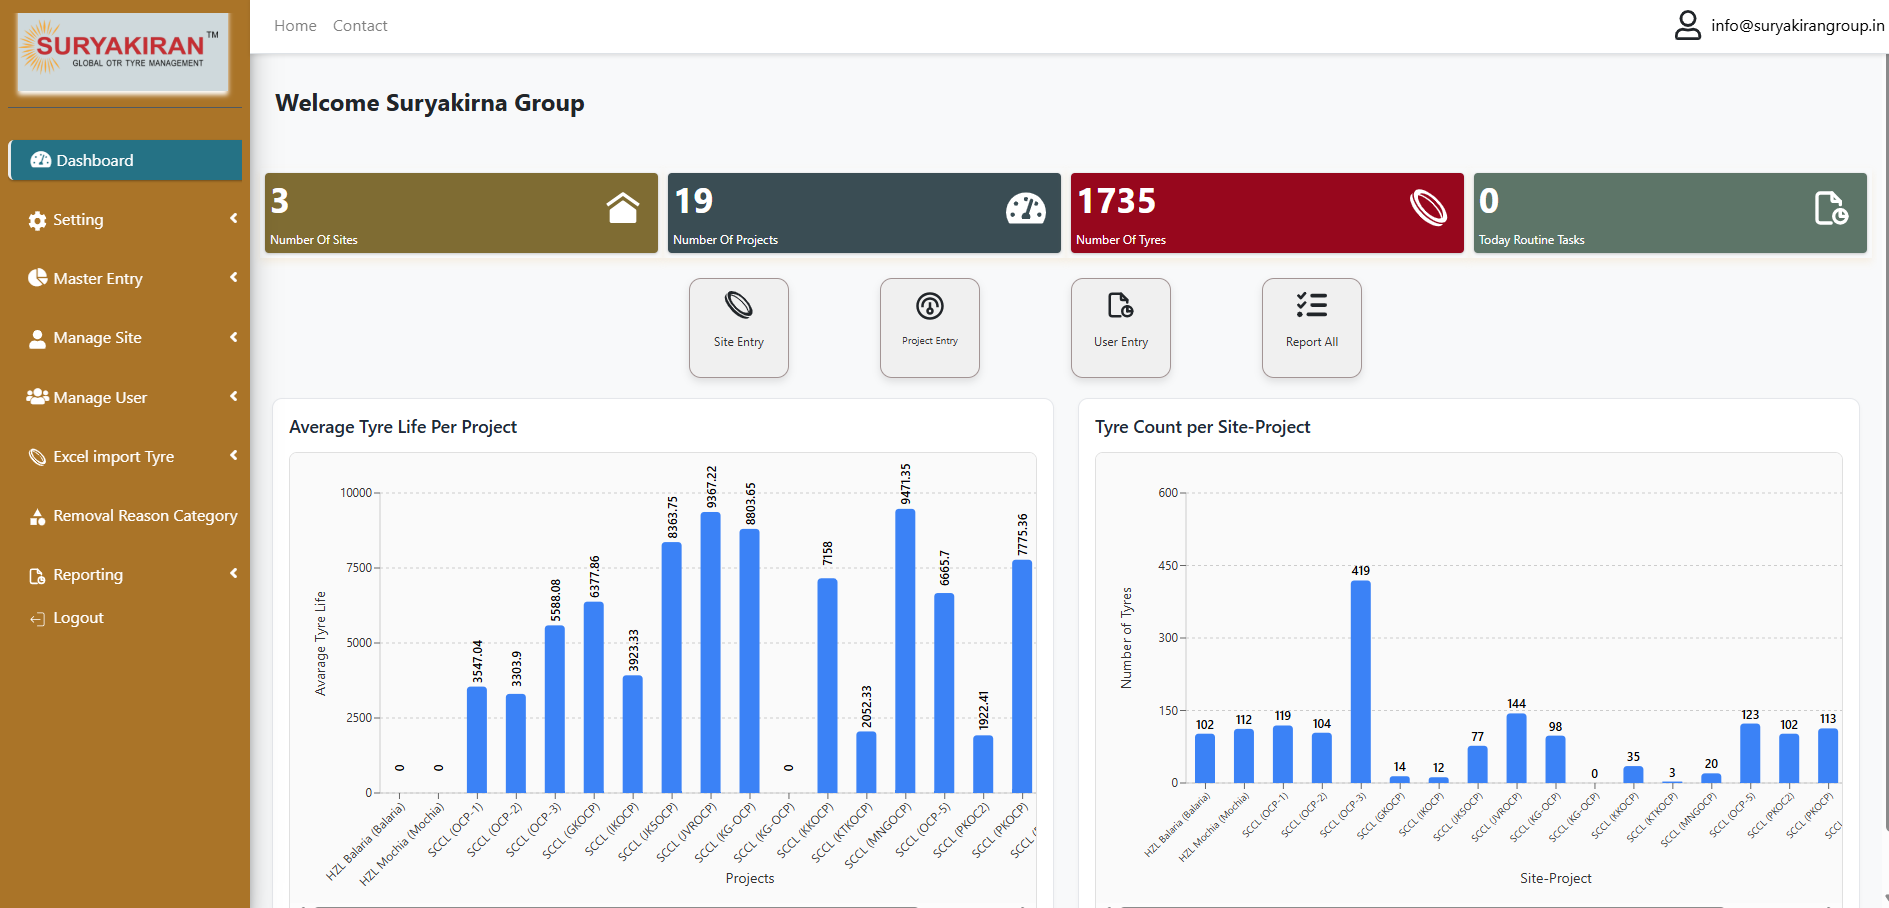 SURYAKIRAN TM
GLOBAL OTR TYRE MANAGEMENT
Home Contact
info@suryakirangroup.in
Dashboard
Setting
Master Entry
Manage Site
Manage User
Excel import Tyre
Removal Reason Category
Reporting
Logout
Welcome Suryakirna Group
3
Number Of Sites
19
Number Of Projects
1735
Number Of Tyres
0
Today Routine Tasks
Site Entry
Project Entry
User Entry
Report All
Average Tyre Life Per Project
Avarage Tyre Life
10000
7500
5000
2500
0
0
0
3547.04
3303.9
5588.08
6377.86
3923.33
8363.75
9367.22
8803.65
0
7158
2052.33
9471.35
6665.7
1922.41
7775.36
HZL Balaria (Balaria)
HZL Mochia (Mochia)
SCCL (OCP-1)
SCCL (OCP-2)
SCCL (OCP-3)
SCCL (GKOCP)
SCCL (IKOCP)
SCCL (JK5OCP)
SCCL (JVROCP)
SCCL (KG-OCP)
SCCL (KG-OCP)
SCCL (KKOCP)
SCCL (KTKOCP)
SCCL (MNGOCP)
SCCL (OCP-5)
SCCL (PKOC2)
SCCL (PKOCP)
Projects
Tyre Count per Site-Project
Number of Tyres
600
450
300
150
0
102
112
119
104
419
14
12
77
144
98
0
35
3
20
123
102
113
HZL Balaria (Balaria)
HZL Mochia (Mochia)
SCCL (OCP-1)
SCCL (OCP-2)
SCCL (OCP-3)
SCCL (GKOCP)
SCCL (IKOCP)
SCCL (JK5OCP)
SCCL (JVROCP)
SCCL (KG-OCP)
SCCL (KG-OCP)
SCCL (KKOCP)
SCCL (KTKOCP)
SCCL (MNGOCP)
SCCL (OCP-5)
SCCL (PKOC2)
SCCL (PKOCP)
SCCL
Site-Project